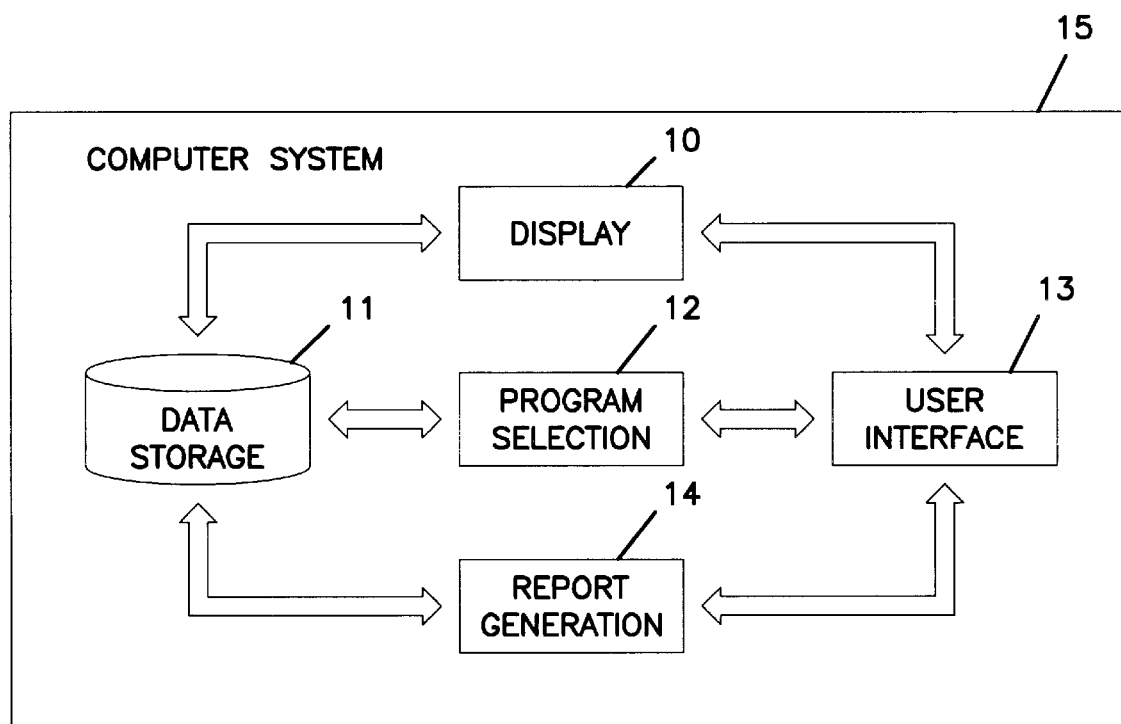 15
COMPUTER SYSTEM
10
DISPLAY
11
DATA
STORAGE
12
PROGRAM
SELECTION
13
USER
INTERFACE
14
REPORT
GENERATION